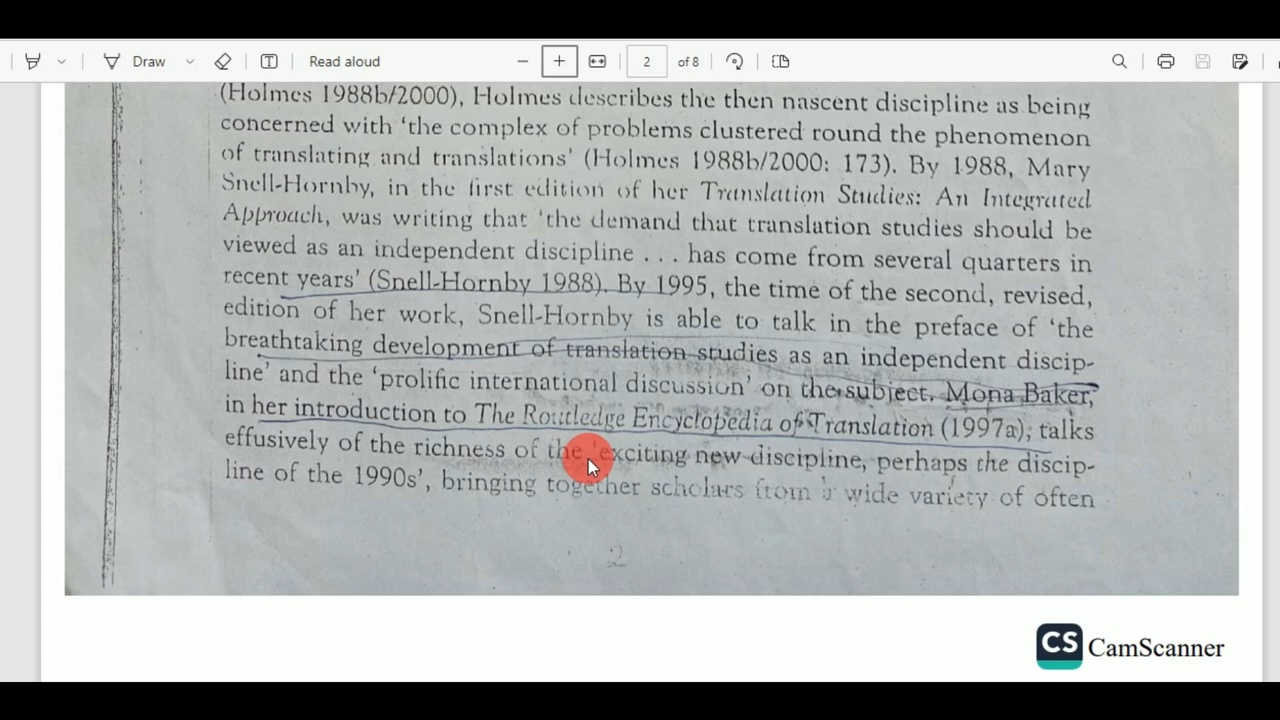 Draw
Read aloud
2
of 8
(Holmes 1988b/2000), Holmes describes the then nascent discipline as being
concerned with 'the complex of problems clustered round the phenomenon
of translating and translations' (Holmes 1988b/2000: 173). By 1988, Mary
Snell-Hornby, in the first edition of her Translation Studies: An Integrated
Approach, was writing that 'the demand that translation studies should be
viewed as an independent discipline . . . has come from several quarters in
recent years' (Snell-Hornby 1988). By 1995, the time of the second, revised,
edition of her work, Snell-Hornby is able to talk in the preface of 'the
breathtaking development of translation studies as an independent discip-
line' and the 'prolific international discussion' on the subject. Mona Baker,
in her introduction to The Routledge Encyclopedia of Translation (1997a), talks
effusively of the richness of the 'exciting new discipline, perhaps the discip-
line of the 1990s', bringing together scholars from a wide variety of often
2
CS CamScanner